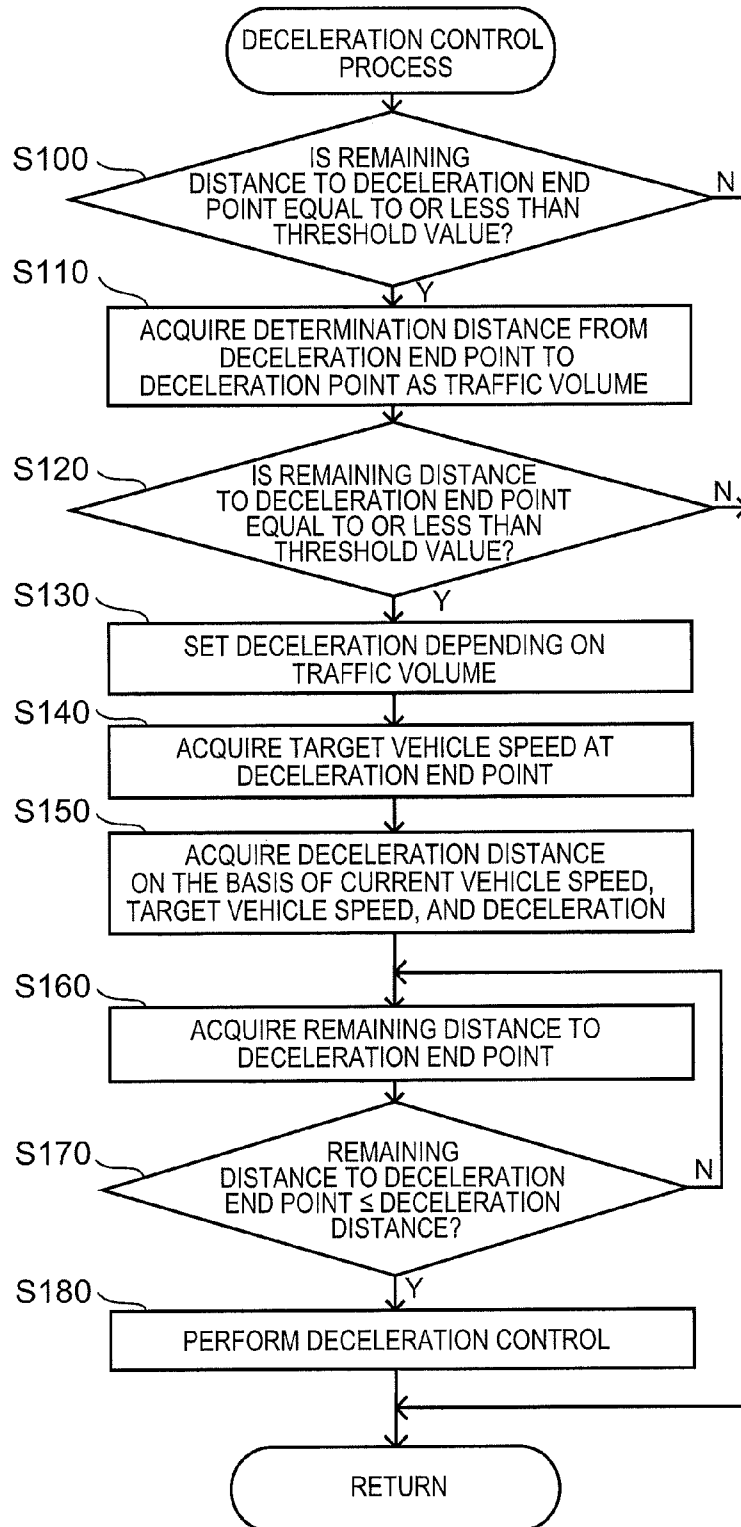 DECELERATION CONTROL
PROCESS
S100
IS REMAINING
DISTANCE TO DECELERATION END
POINT EQUAL TO OR LESS THAN
THRESHOLD VALUE?
N
Y
S110
ACQUIRE DETERMINATION DISTANCE FROM
DECELERATION END POINT TO
DECELERATION POINT AS TRAFFIC VOLUME
S120
IS REMAINING DISTANCE
TO DECELERATION END POINT
EQUAL TO OR LESS THAN
THRESHOLD VALUE?
N
Y
S130
SET DECELERATION DEPENDING ON
TRAFFIC VOLUME
S140
ACQUIRE TARGET VEHICLE SPEED AT
DECELERATION END POINT
S150
ACQUIRE DECELERATION DISTANCE
ON THE BASIS OF CURRENT VEHICLE SPEED,
TARGET VEHICLE SPEED, AND DECELERATION
S160
ACQUIRE REMAINING DISTANCE TO
DECELERATION END POINT
S170
REMAINING
DISTANCE TO DECELERATION
END POINT ≤ DECELERATION
DISTANCE?
N
Y
S180
PERFORM DECELERATION CONTROL
RETURN